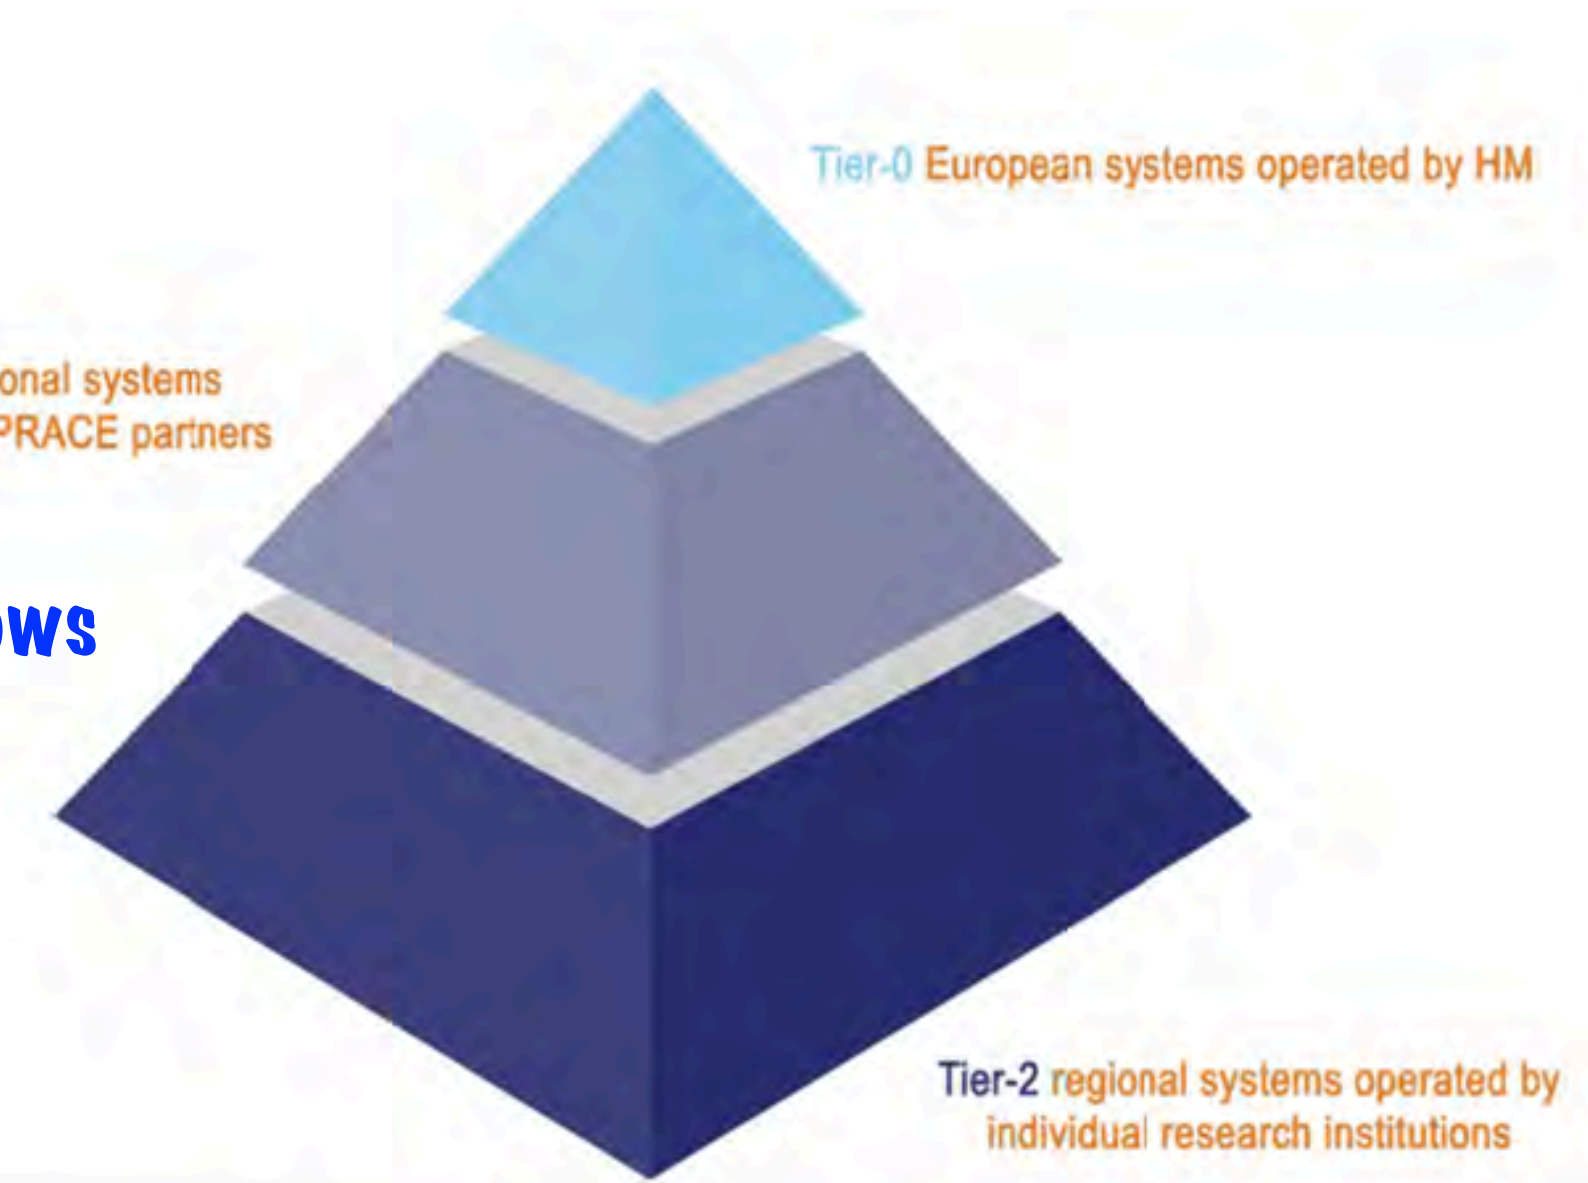 Tier-0 European systems operated by HM
onal systems
PRACE partners
ows
Tier-2 regional systems operated by
individual research institutions